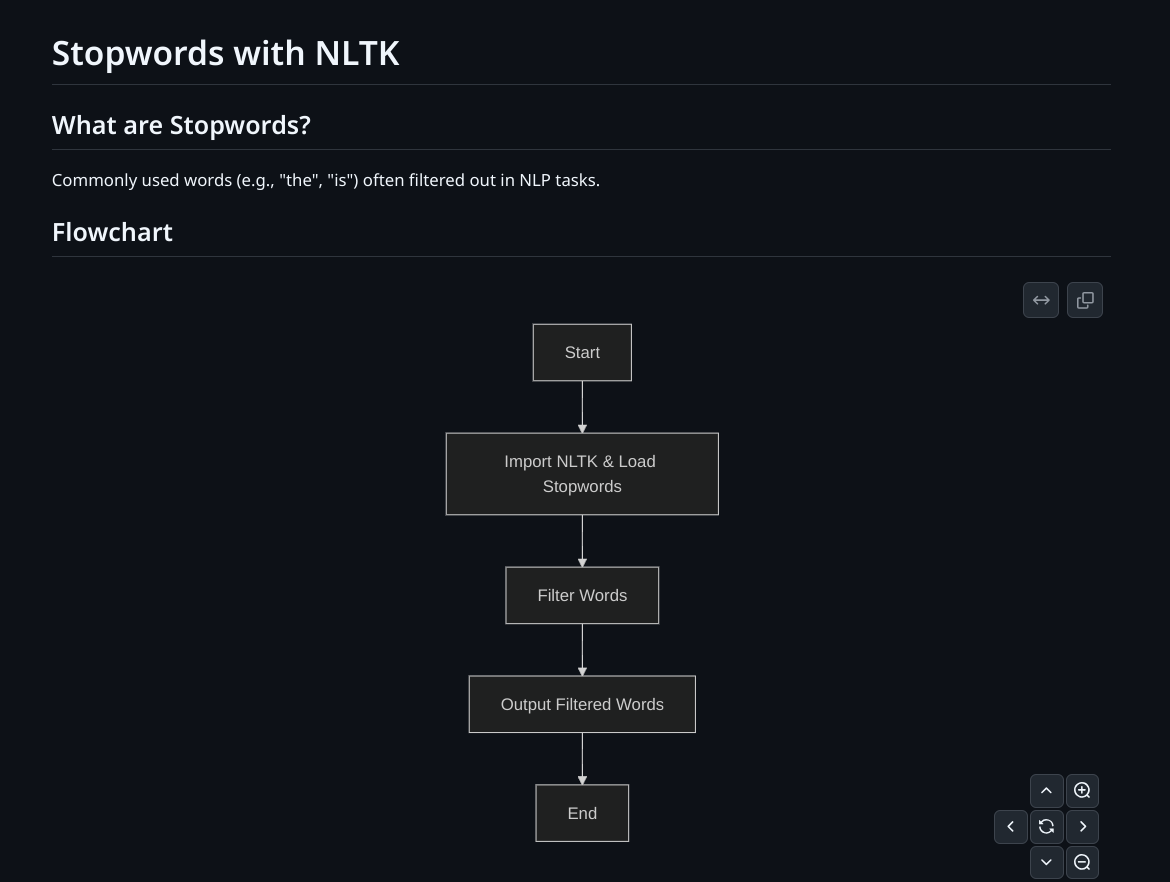 Stopwords with NLTK
What are Stopwords?
Commonly used words (e.g., "the", "is") often filtered out in NLP tasks.
Flowchart
Start
Import NLTK & Load
Stopwords
Filter Words
Output Filtered Words
End